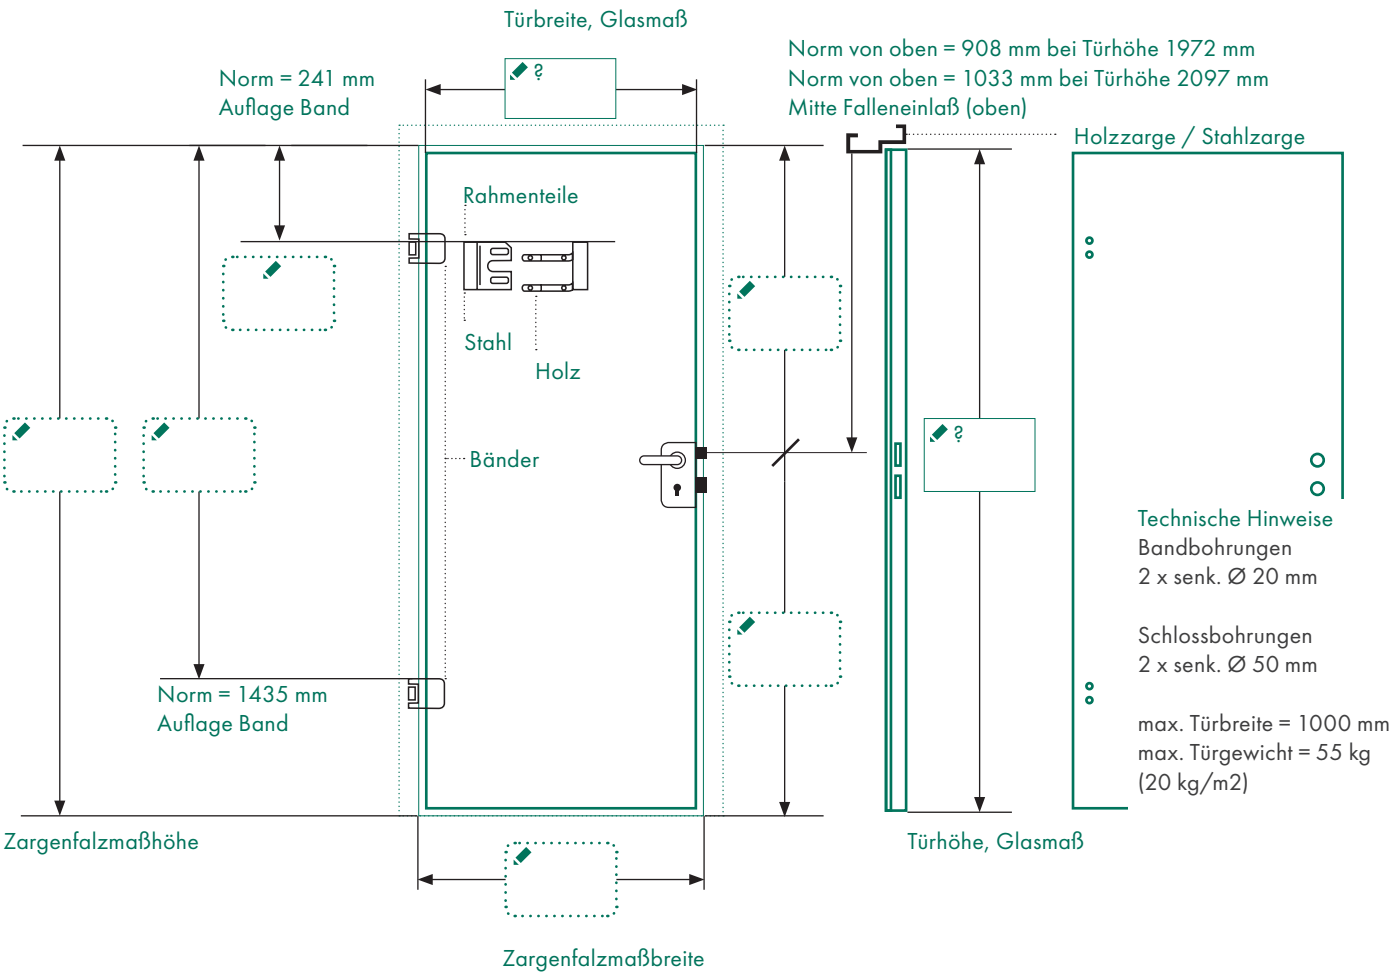 Türbreite, Glasmaß
Norm = 241 mm
Auflage Band
Norm von oben = 908 mm bei Türhöhe 1972 mm
Norm von oben = 1033 mm bei Türhöhe 2097 mm
Mitte Falleneinlaß (oben)
Holzzarge / Stahlzarge
?
Rahmenteile
Stahl
Holz
Bänder
?
Technische Hinweise
Bandbohrungen
2 x senk. Ø 20 mm
Schlossbohrungen
2 x senk. Ø 50 mm
max. Türbreite = 1000 mm
max. Türgewicht = 55 kg
(20 kg/m2)
Norm = 1435 mm
Auflage Band
Zargenfalzmaßhöhe
Türhöhe, Glasmaß
Zargenfalzmaßbreite